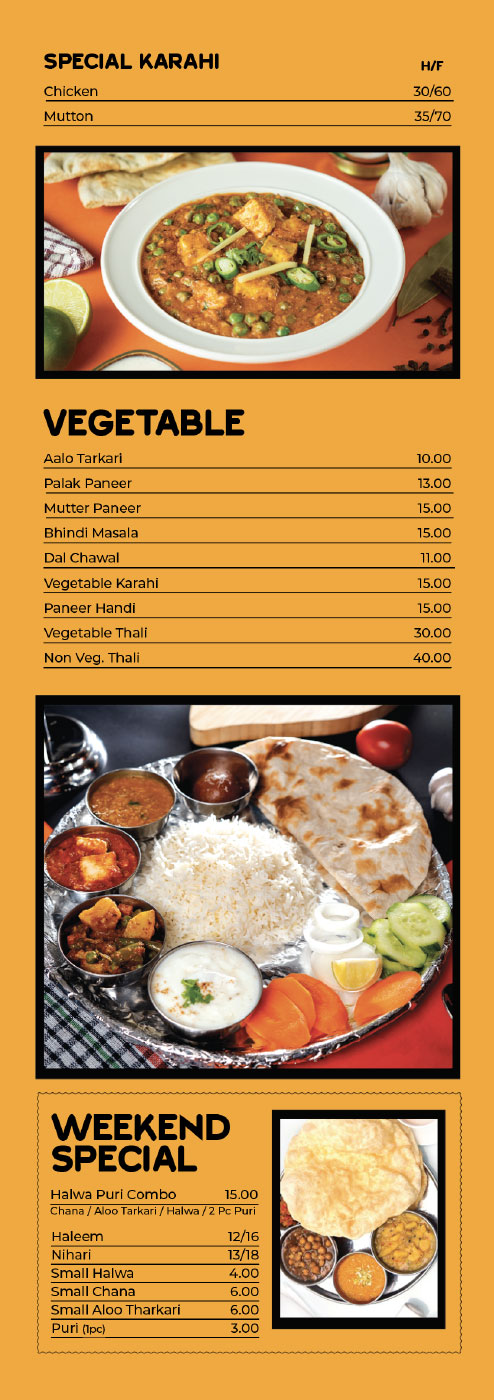 SPECIAL KARAHI H/F
Chicken 30/60
Mutton 35/70
VEGETABLE
Aalo Tarkari 10.00
Palak Paneer 13.00
Mutter Paneer 15.00
Bhindi Masala 15.00
Dal Chawal 11.00
Vegetable Karahi 15.00
Paneer Handi 15.00
Vegetable Thali 30.00
Non Veg. Thali 40.00
WEEKEND
SPECIAL
Halwa Puri Combo 15.00
Chana / Aloo Tarkari / Halwa / 2 Pc Puri
Haleem 12/16
Nihari 13/18
Small Halwa 4.00
Small Chana 6.00
Small Aloo Tharkari 6.00
Puri (1pc) 3.00